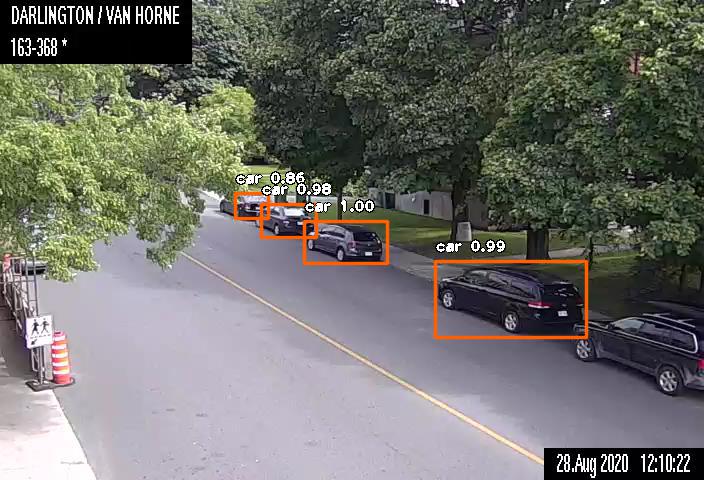 DARLINGTON / VAN HORNE
163-368 *
car 0.86
car 0.98
car 1.00
car 0.99
28.Aug 2020 12:10:22